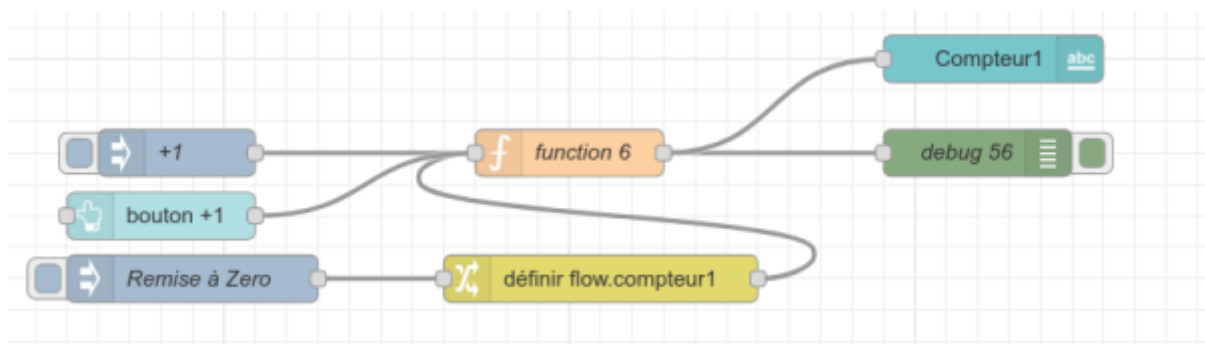 Compteur1 abc
+1 function 6 debug 56
bouton +1
Remise à Zero définir flow.compteur1